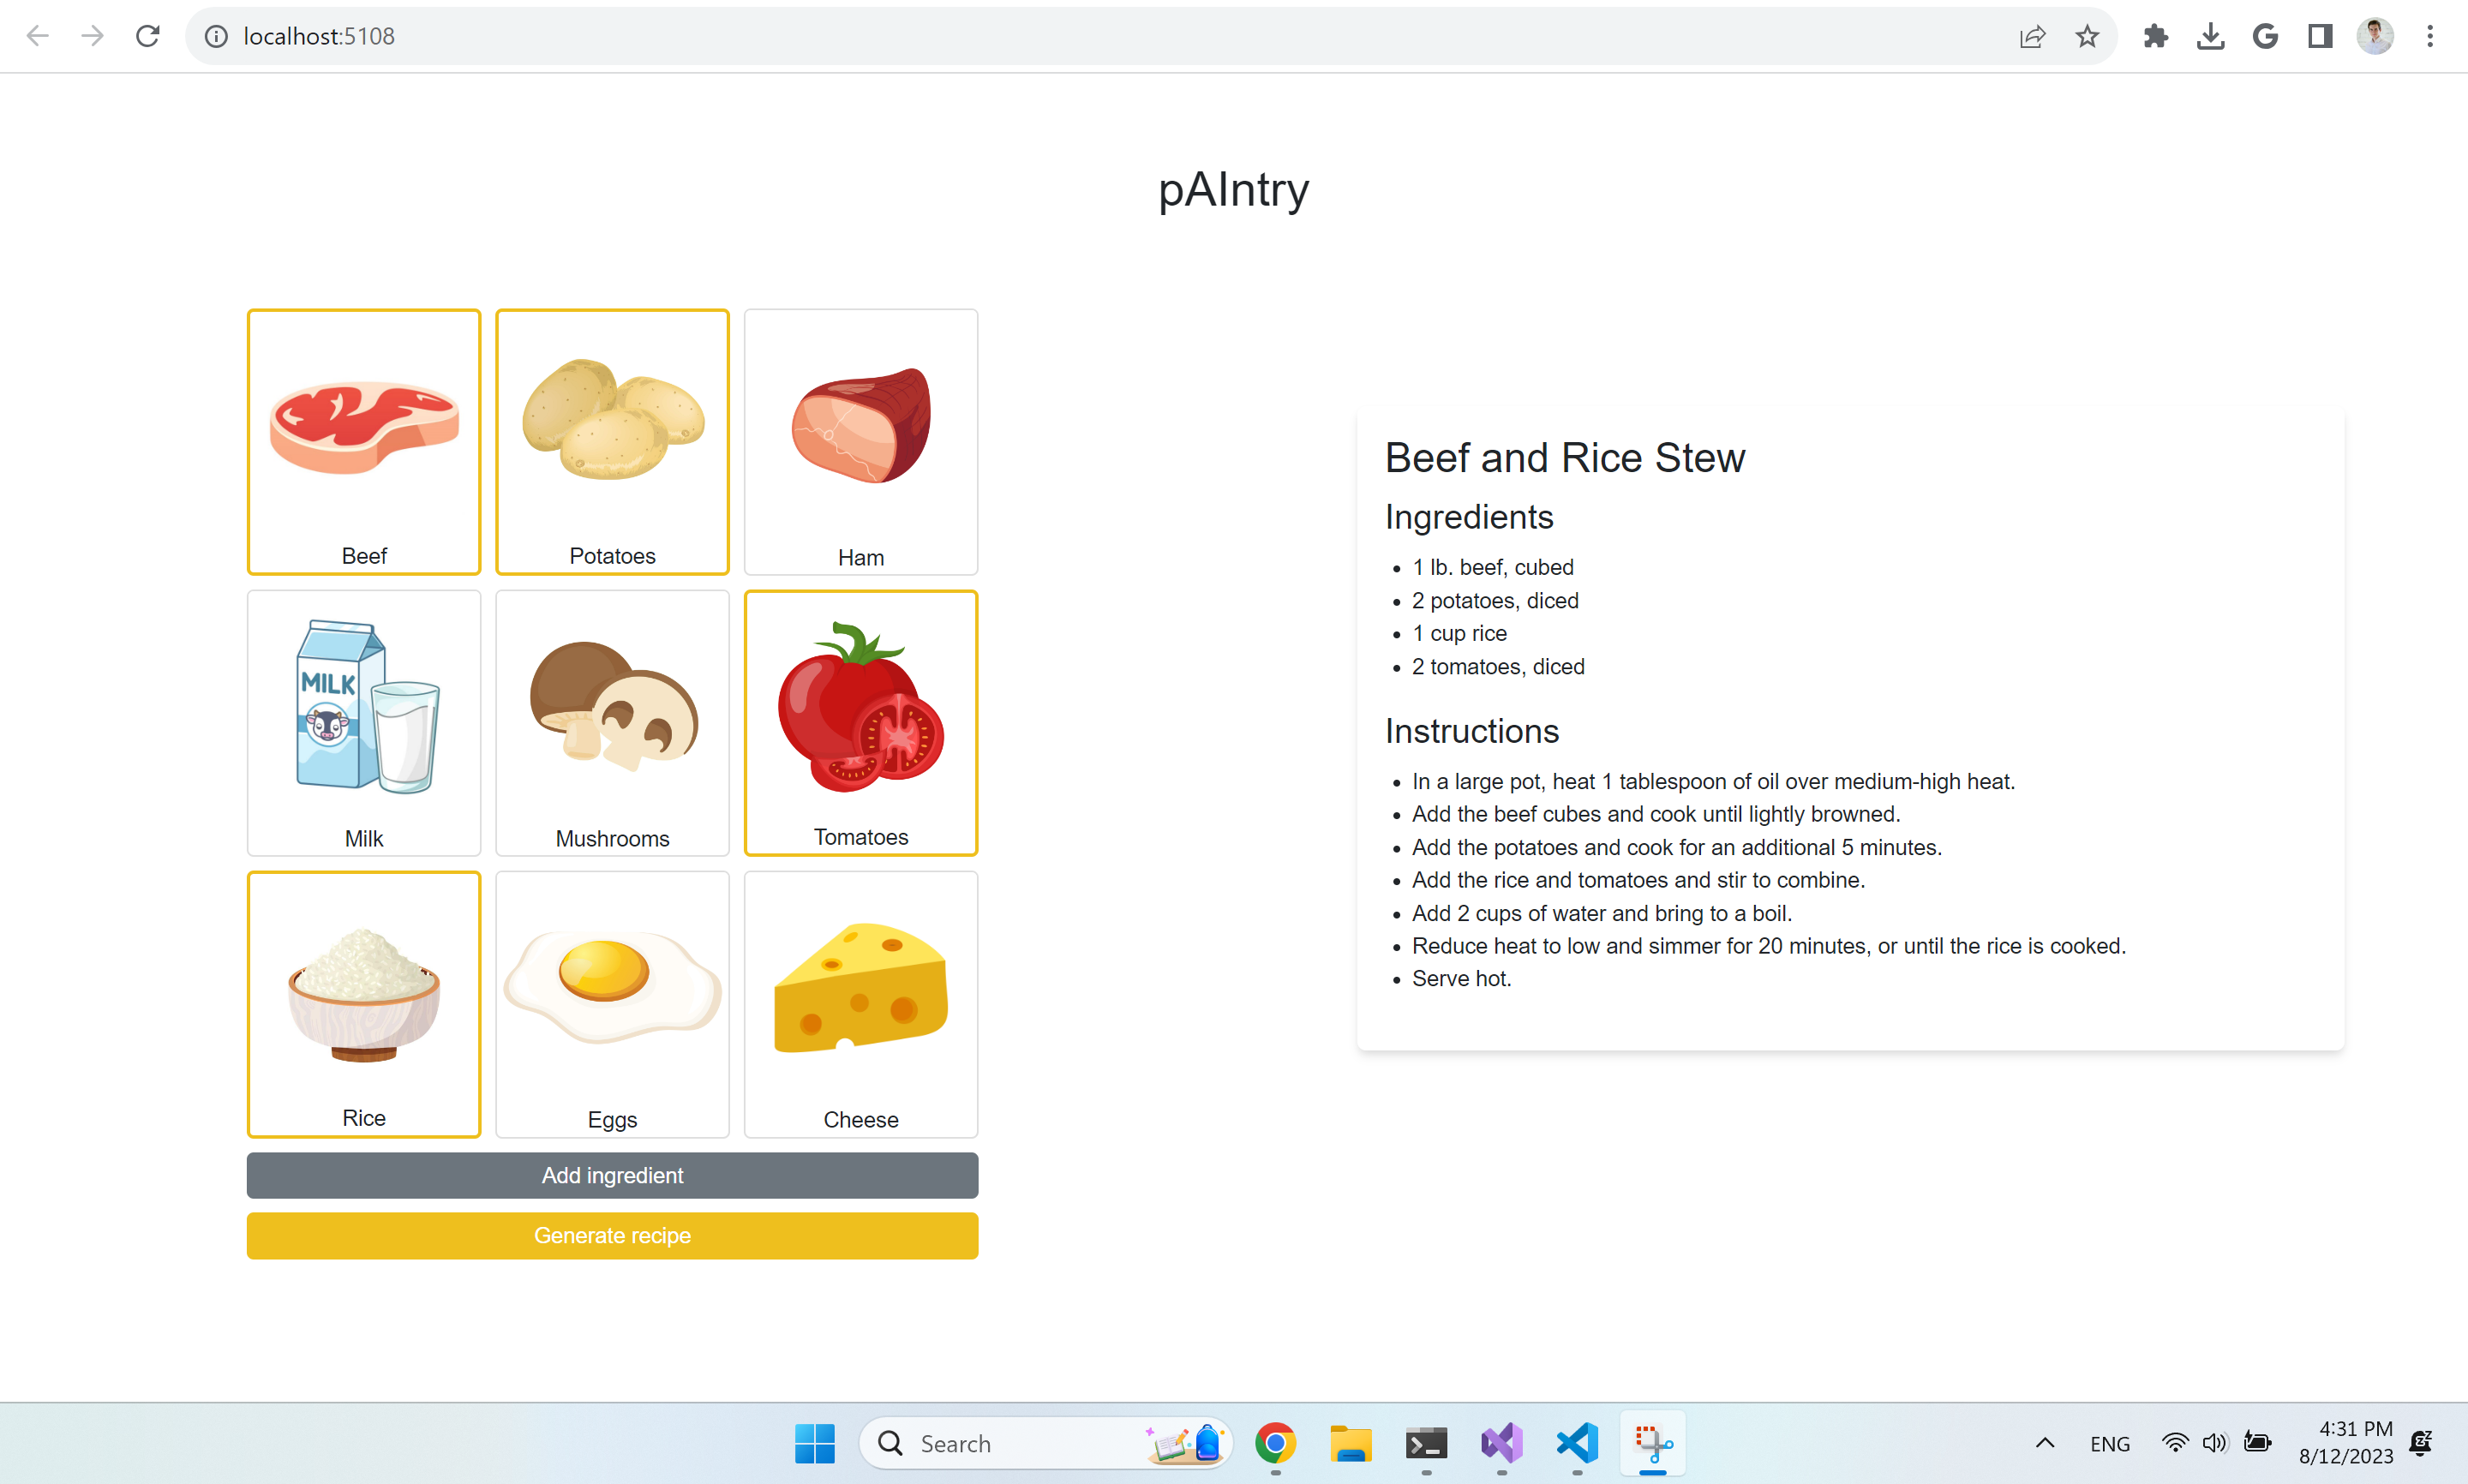 localhost:5108
pAIntry
Beef
Potatoes
Ham
MILK
Milk
Mushrooms
Tomatoes
Rice
Eggs
Cheese
Add ingredient
Generate recipe
Beef and Rice Stew
Ingredients
1 lb. beef, cubed
2 potatoes, diced
1 cup rice
2 tomatoes, diced
Instructions
In a large pot, heat 1 tablespoon of oil over medium-high heat.
Add the beef cubes and cook until lightly browned.
Add the potatoes and cook for an additional 5 minutes.
Add the rice and tomatoes and stir to combine.
Add 2 cups of water and bring to a boil.
Reduce heat to low and simmer for 20 minutes, or until the rice is cooked.
Serve hot.
Search
ENG
4:31 PM
8/12/2023